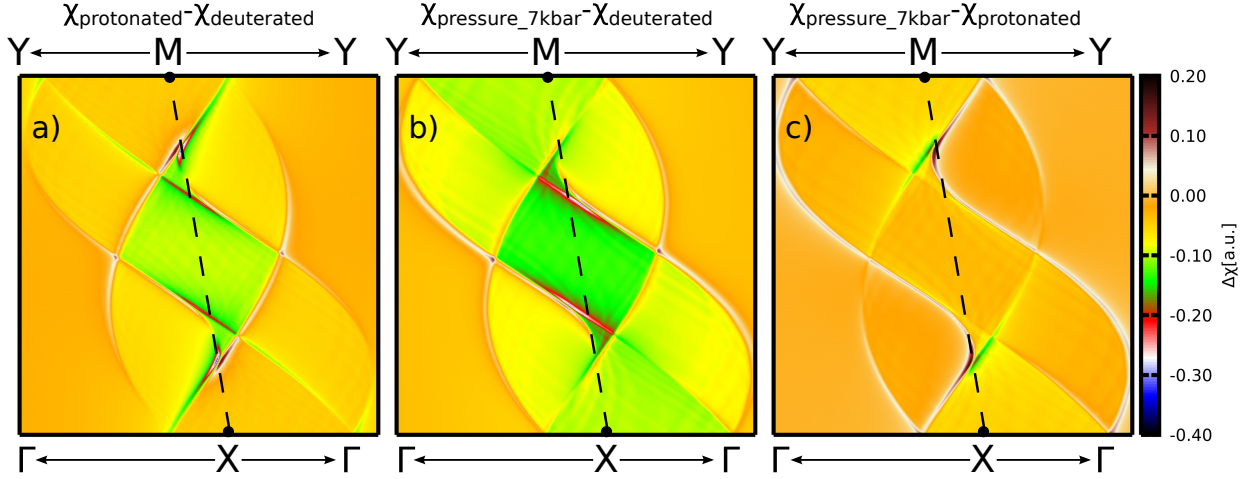 χprotonated-χdeuterated χpressure_7kbar-χdeuterated χpressure_7kbar-χprotonated
Y M Y Y M Y Y M Y
a) b) c)
0.20
0.10
0.00
-0.10
-0.20
-0.30
-0.40
Δχ[a.u.]
Γ X Γ Γ X Γ Γ X Γ